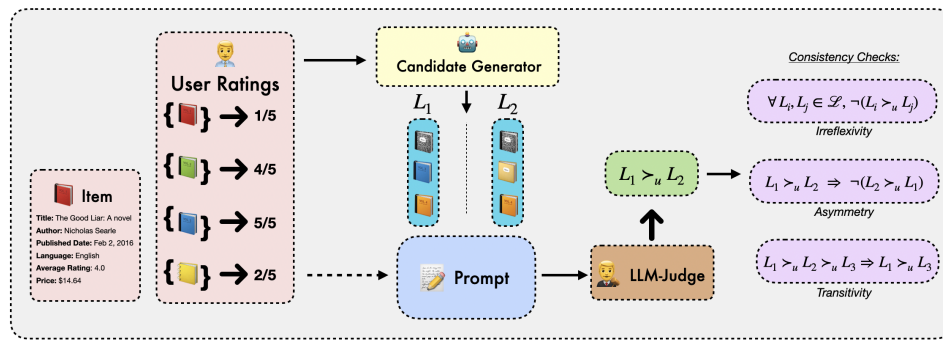 User Ratings
{ } → 1/5
{ } → 4/5
{ } → 5/5
{ } → 2/5
Item
Title: The Good Liar: A novel
Author: Nicholas Searle
Published Date: Feb 2, 2016
Language: English
Average Rating: 4.0
Price: $14.64
Candidate Generator
L₁ L₂
Prompt
LLM-Judge
L₁ ≻ᵤ L₂
Consistency Checks:
∀ Lᵢ, Lⱼ ∈ ℒ, ¬(Lᵢ ≻ᵤ Lⱼ)
Irreflexivity
L₁ ≻ᵤ L₂ ⇒ ¬(L₂ ≻ᵤ L₁)
Asymmetry
L₁ ≻ᵤ L₂ ≻ᵤ L₃ ⇒ L₁ ≻ᵤ L₃
Transitivity